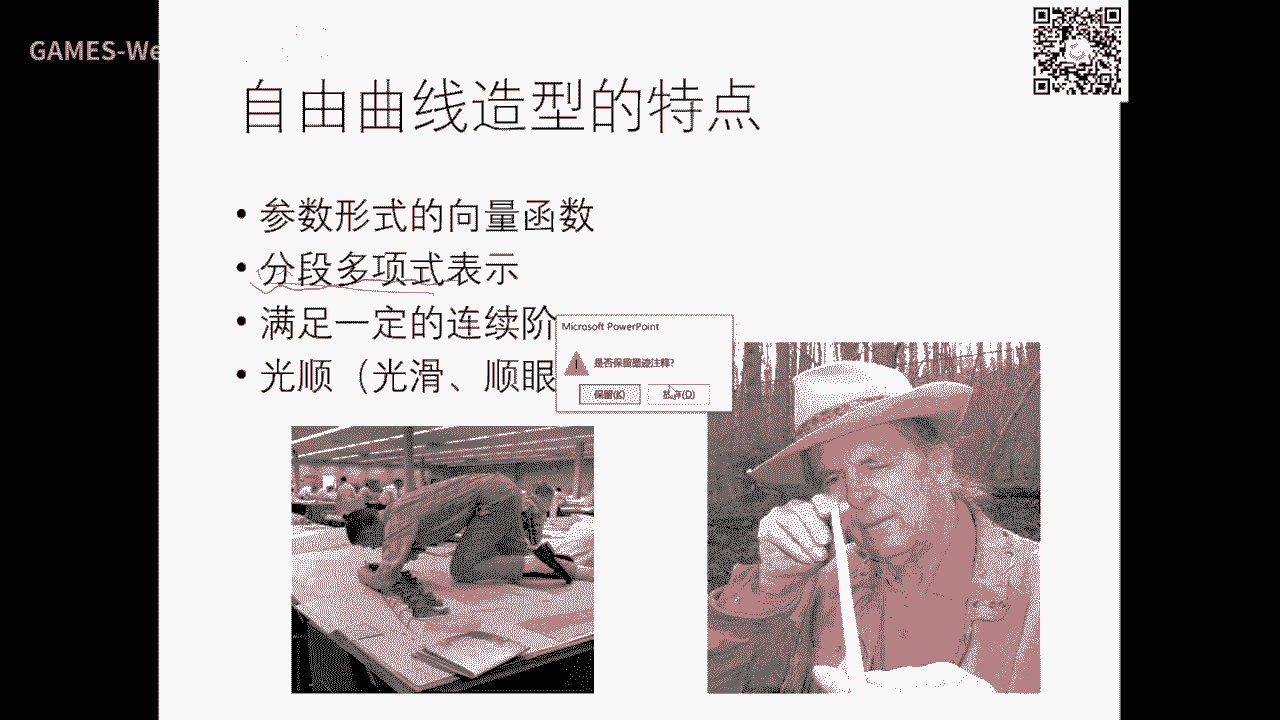 GAMES-We
自由曲线造型的特点
• 参数形式的向量函数
• 分段多项式表示
• 满足一定的连续阶
• 光顺（光滑、顺眼
Microsoft PowerPoint
是否保留墨迹注释?
保留(K)
放弃(D)